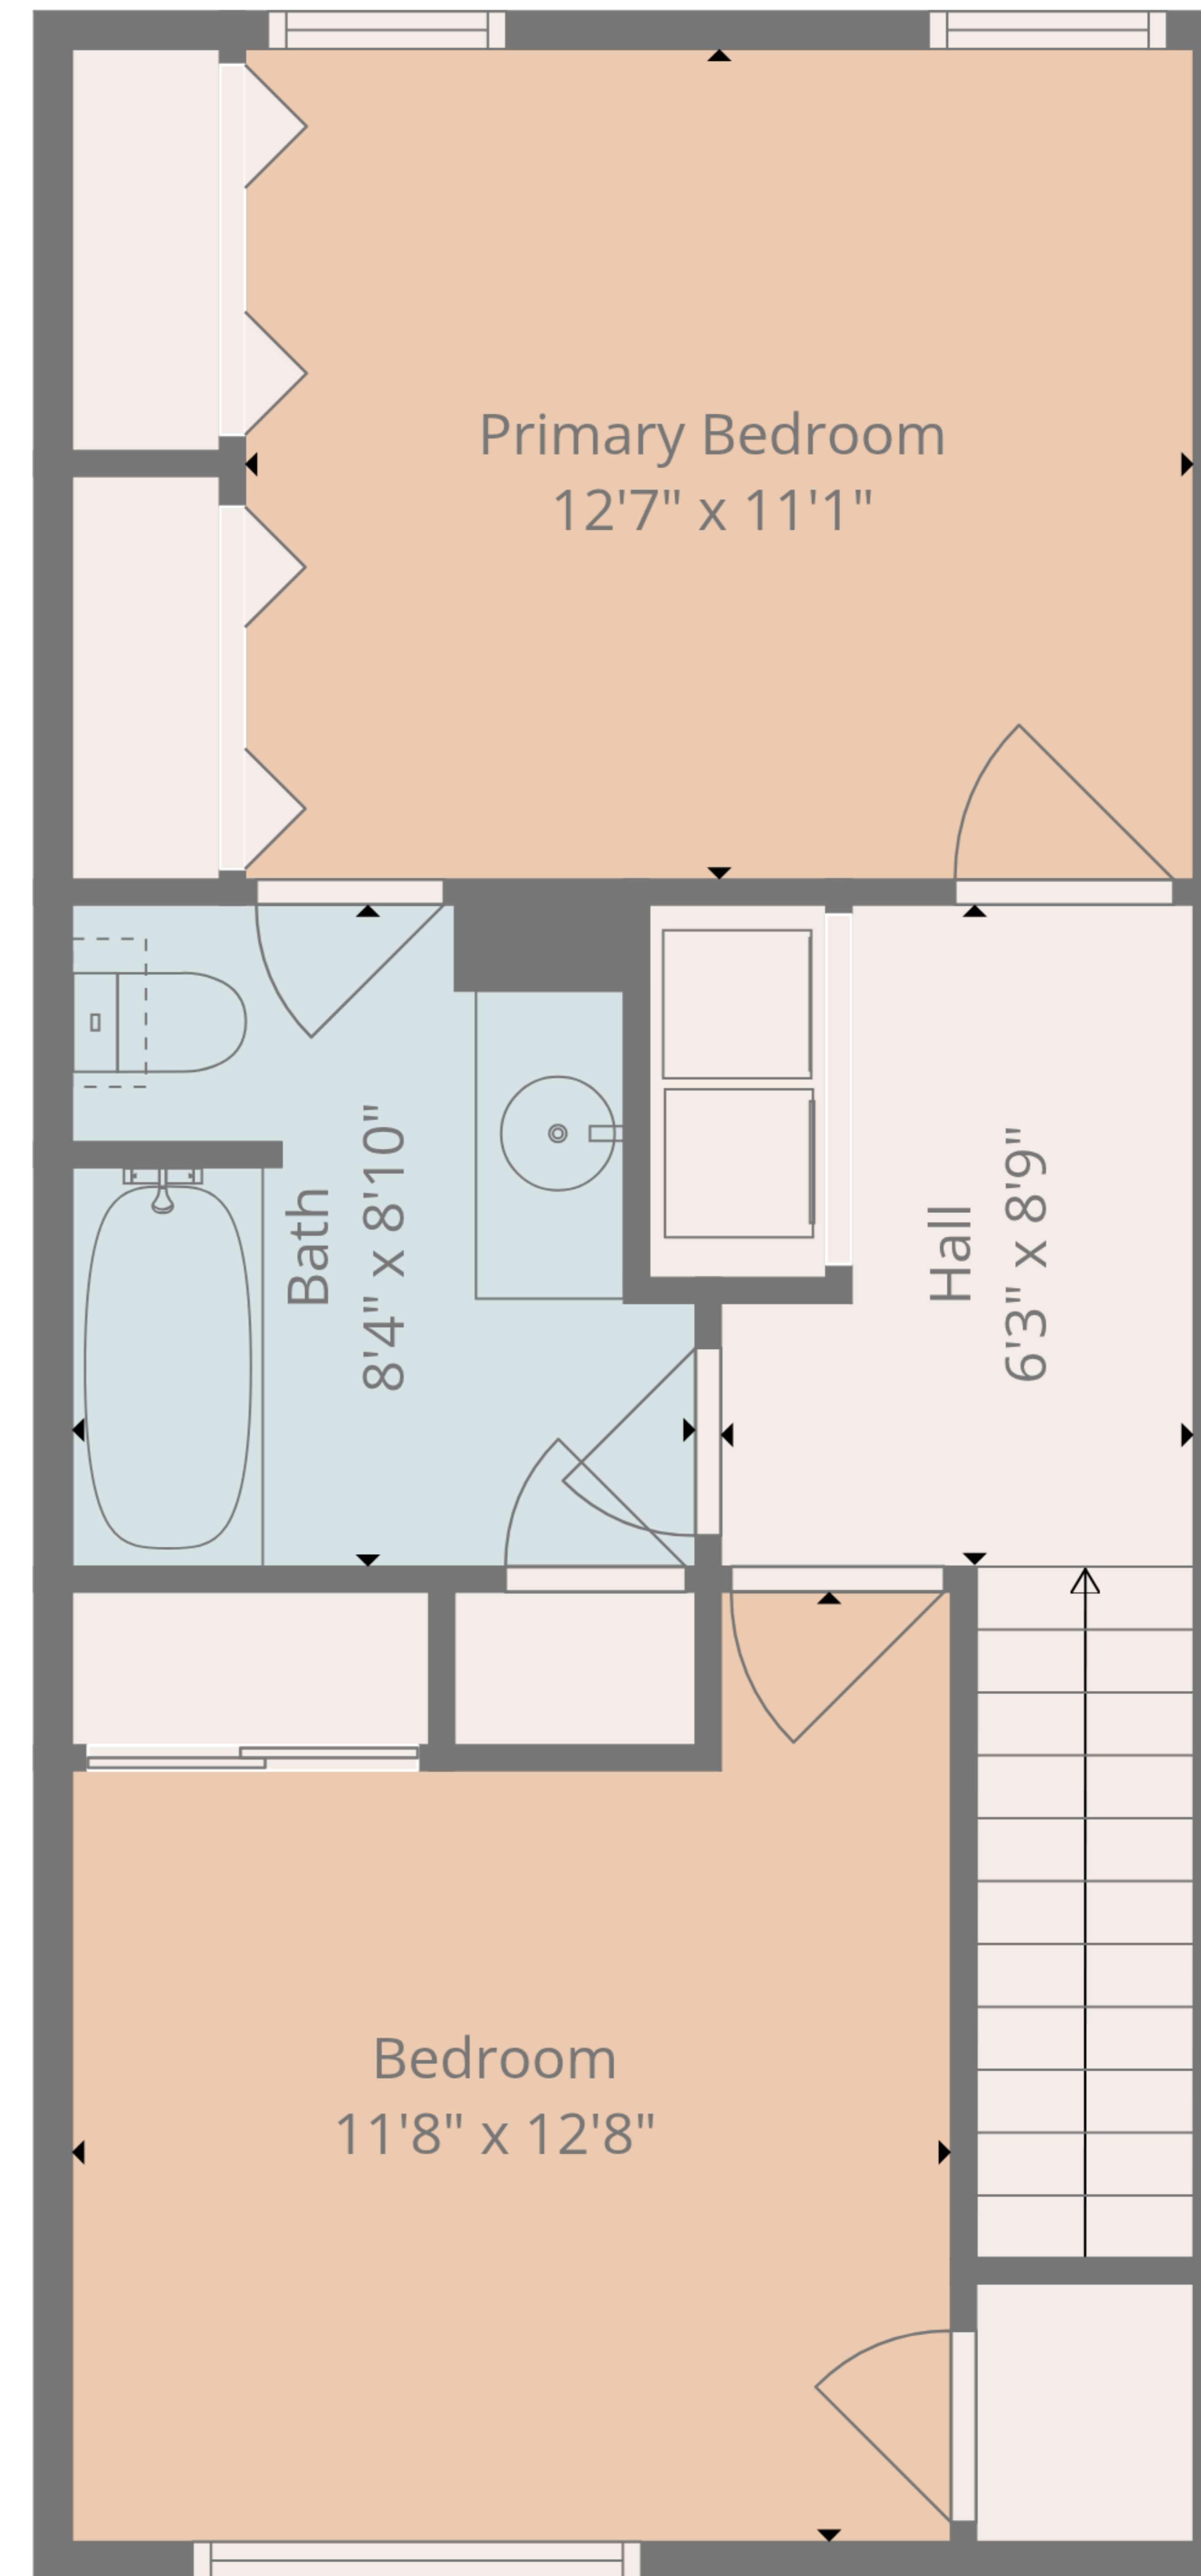 Primary Bedroom
12'7" x 11'1"
Bath
8'4" x 8'10"
Hall
6'3" x 8'9"
Bedroom
11'8" x 12'8"